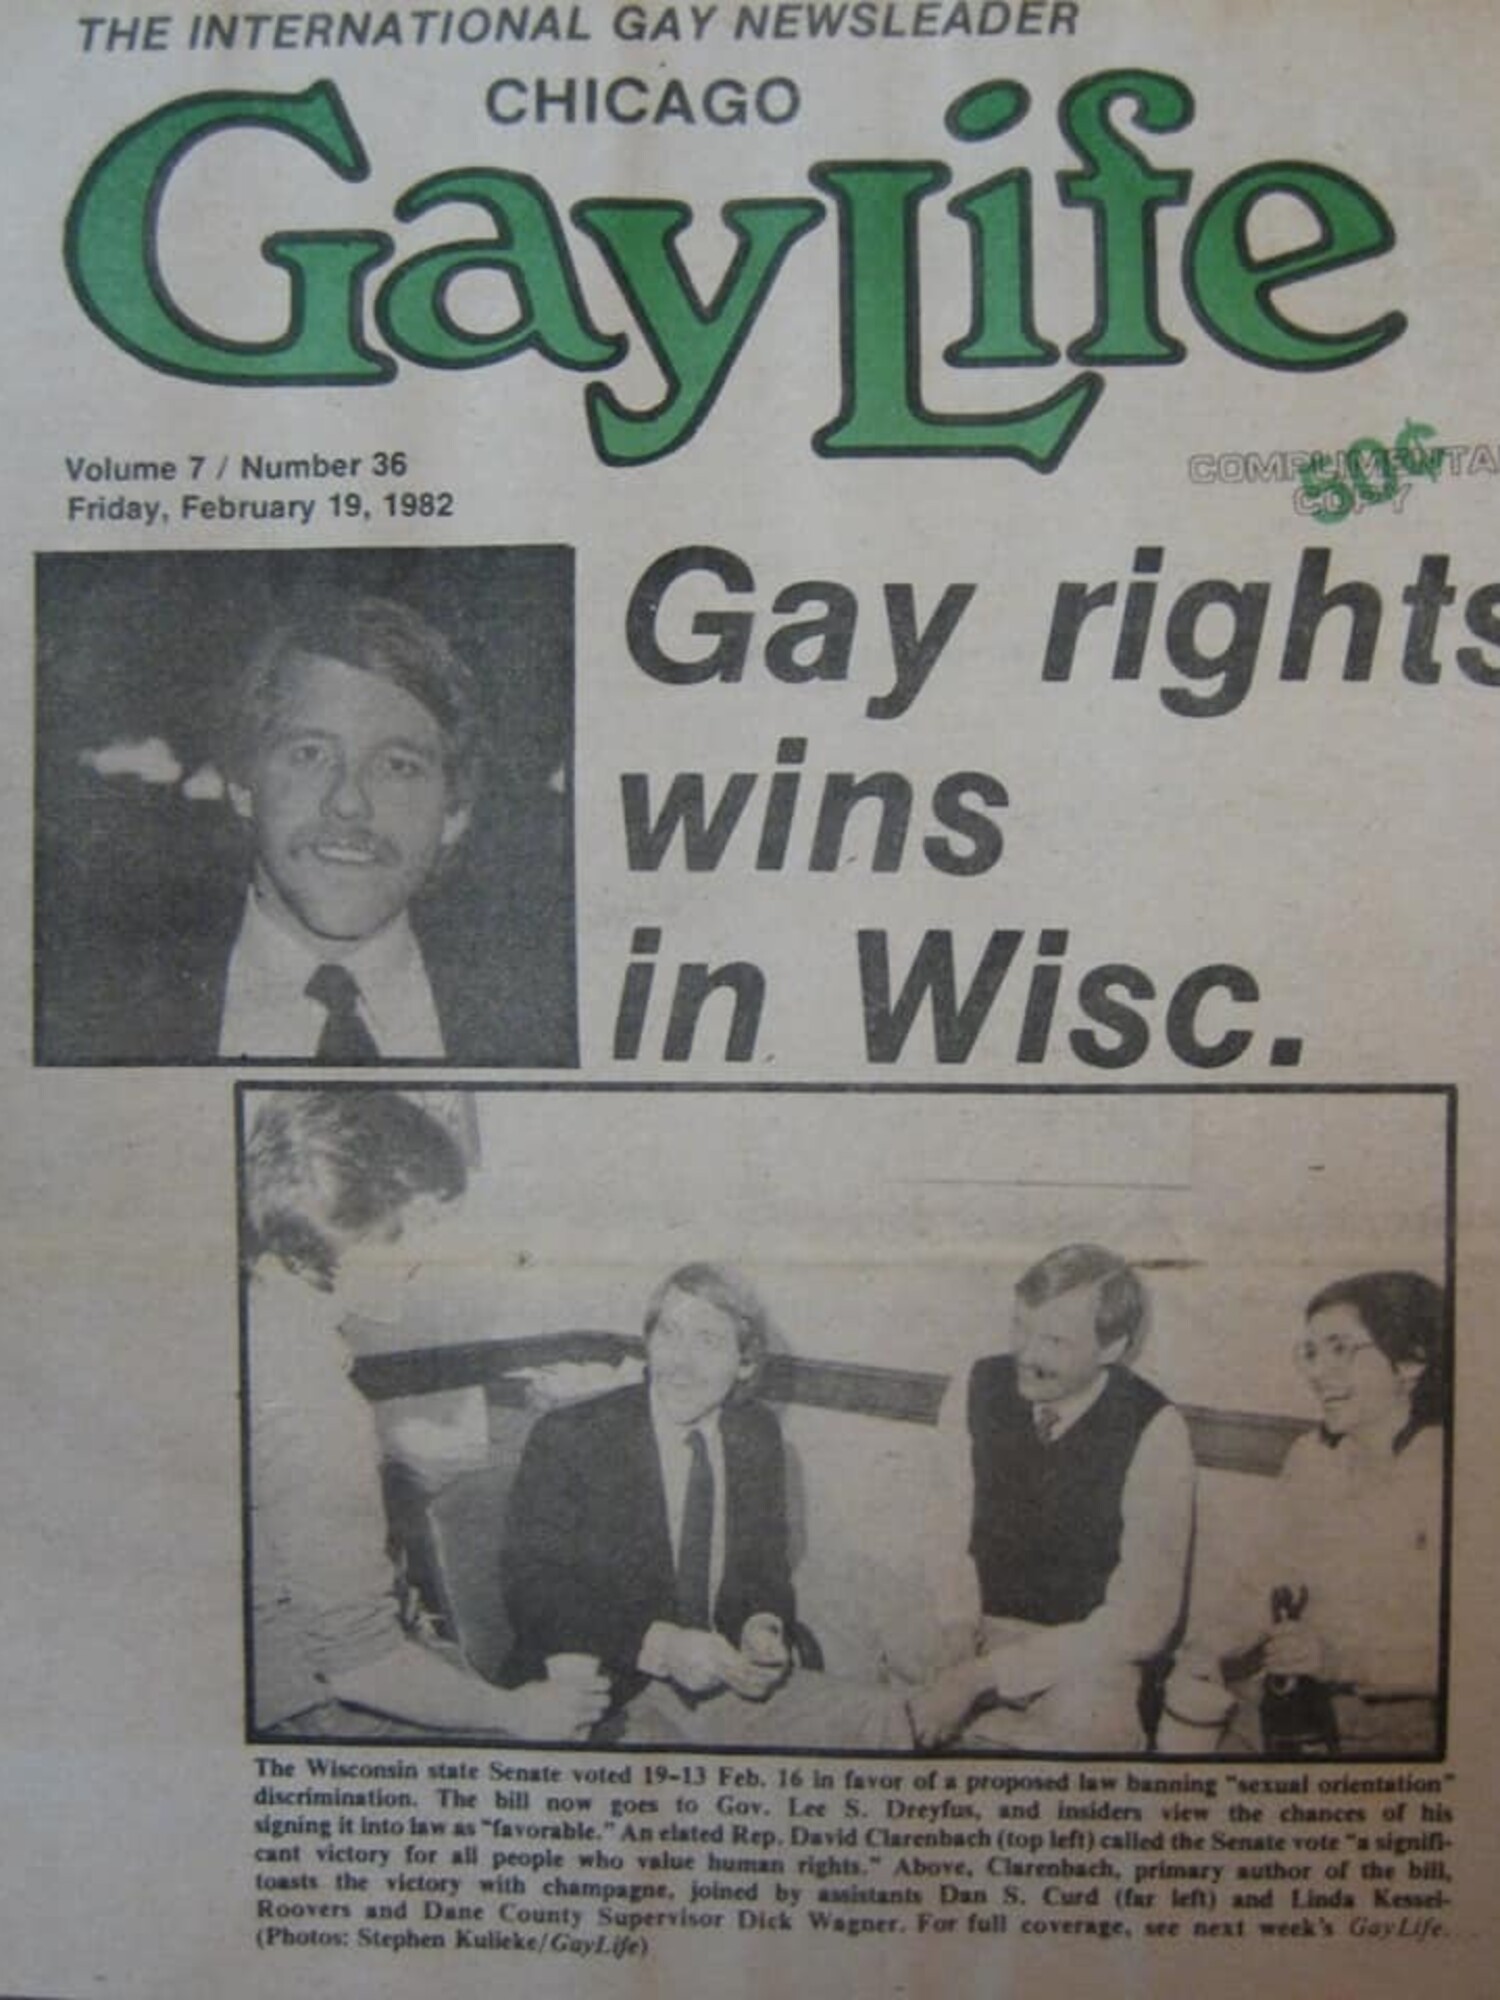 THE INTERNATIONAL GAY NEWSLEADER
CHICAGO
GayLife
Volume 7 / Number 36
Friday, February 19, 1982
COMPLIMENTA
COPY
50¢
Gay rights
wins
in Wisc.
The Wisconsin state Senate voted 19-13 Feb. 16 in favor of a proposed law banning "sexual orientation"
discrimination. The bill now goes to Gov. Lee S. Dreyfus, and insiders view the chances of his
signing it into law as "favorable." An elated Rep. David Clarenbach (top left) called the Senate vote "a signifi-
cant victory for all people who value human rights." Above, Clarenbach, primary author of the bill,
toasts the victory with champagne, joined by assistants Dan S. Curd (far left) and Linda Kessel-
Roovers and Dane County Supervisor Dick Wagner. For full coverage, see next week's GayLife.
(Photos: Stephen Kulieke/GayLife)